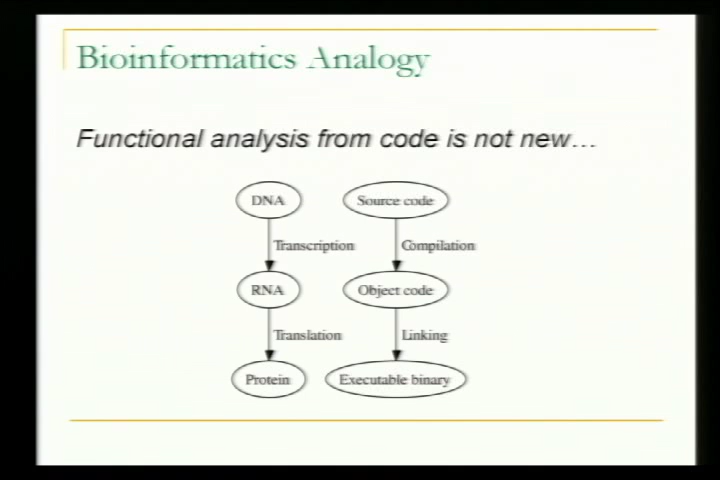 Bioinformatics Analogy
Functional analysis from code is not new...
DNA
Source code
Transcription
Compilation
RNA
Object code
Translation
Linking
Protein
Executable binary